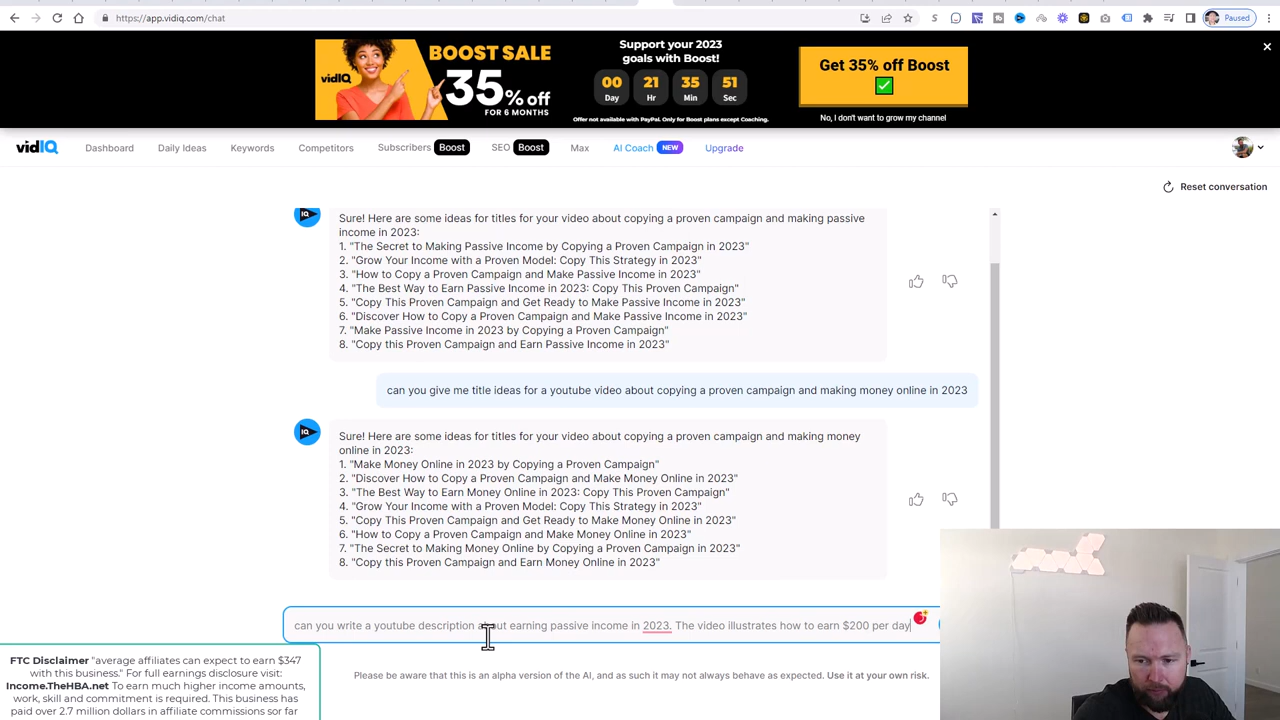 https://app.vidiq.com/chat
Paused
vidIQ
BOOST SALE
35% off
FOR 6 MONTHS
Support your 2023
goals with Boost!
00 21 35 51
Day Hr Min Sec
Offer not available with PayPal. Only for Boost plans except Coaching.
Get 35% off Boost
No, I don't want to grow my channel
vidIQ Dashboard Daily Ideas Keywords Competitors Subscribers Boost SEO Boost Max AI Coach NEW Upgrade
Reset conversation
Sure! Here are some ideas for titles for your video about copying a proven campaign and making passive
income in 2023:
1. "The Secret to Making Passive Income by Copying a Proven Campaign in 2023"
2. "Grow Your Income with a Proven Model: Copy This Strategy in 2023"
3. "How to Copy a Proven Campaign and Make Passive Income in 2023"
4. "The Best Way to Earn Passive Income in 2023: Copy This Proven Campaign"
5. "Copy This Proven Campaign and Get Ready to Make Passive Income in 2023"
6. "Discover How to Copy a Proven Campaign and Make Passive Income in 2023"
7. "Make Passive Income in 2023 by Copying a Proven Campaign"
8. "Copy this Proven Campaign and Earn Passive Income in 2023"
can you give me title ideas for a youtube video about copying a proven campaign and making money online in 2023
Sure! Here are some ideas for titles for your video about copying a proven campaign and making money
online in 2023:
1. "Make Money Online in 2023 by Copying a Proven Campaign"
2. "Discover How to Copy a Proven Campaign and Make Money Online in 2023"
3. "The Best Way to Earn Money Online in 2023: Copy This Proven Campaign"
4. "Grow Your Income with a Proven Model: Copy This Strategy in 2023"
5. "Copy This Proven Campaign and Get Ready to Make Money Online in 2023"
6. "How to Copy a Proven Campaign and Make Money Online in 2023"
7. "The Secret to Making Money Online by Copying a Proven Campaign in 2023"
8. "Copy this Proven Campaign and Earn Money Online in 2023"
can you write a youtube description about earning passive income in 2023. The video illustrates how to earn $200 per day
Please be aware that this is an alpha version of the AI, and as such it may not always behave as expected. Use it at your own risk.
FTC Disclaimer "average affiliates can expect to earn $347
with this business." For full earnings disclosure visit:
Income.TheHBA.net To earn much higher income amounts,
work, skill and commitment is required. This business has
paid over 2.7 million dollars in affiliate commissions sor far